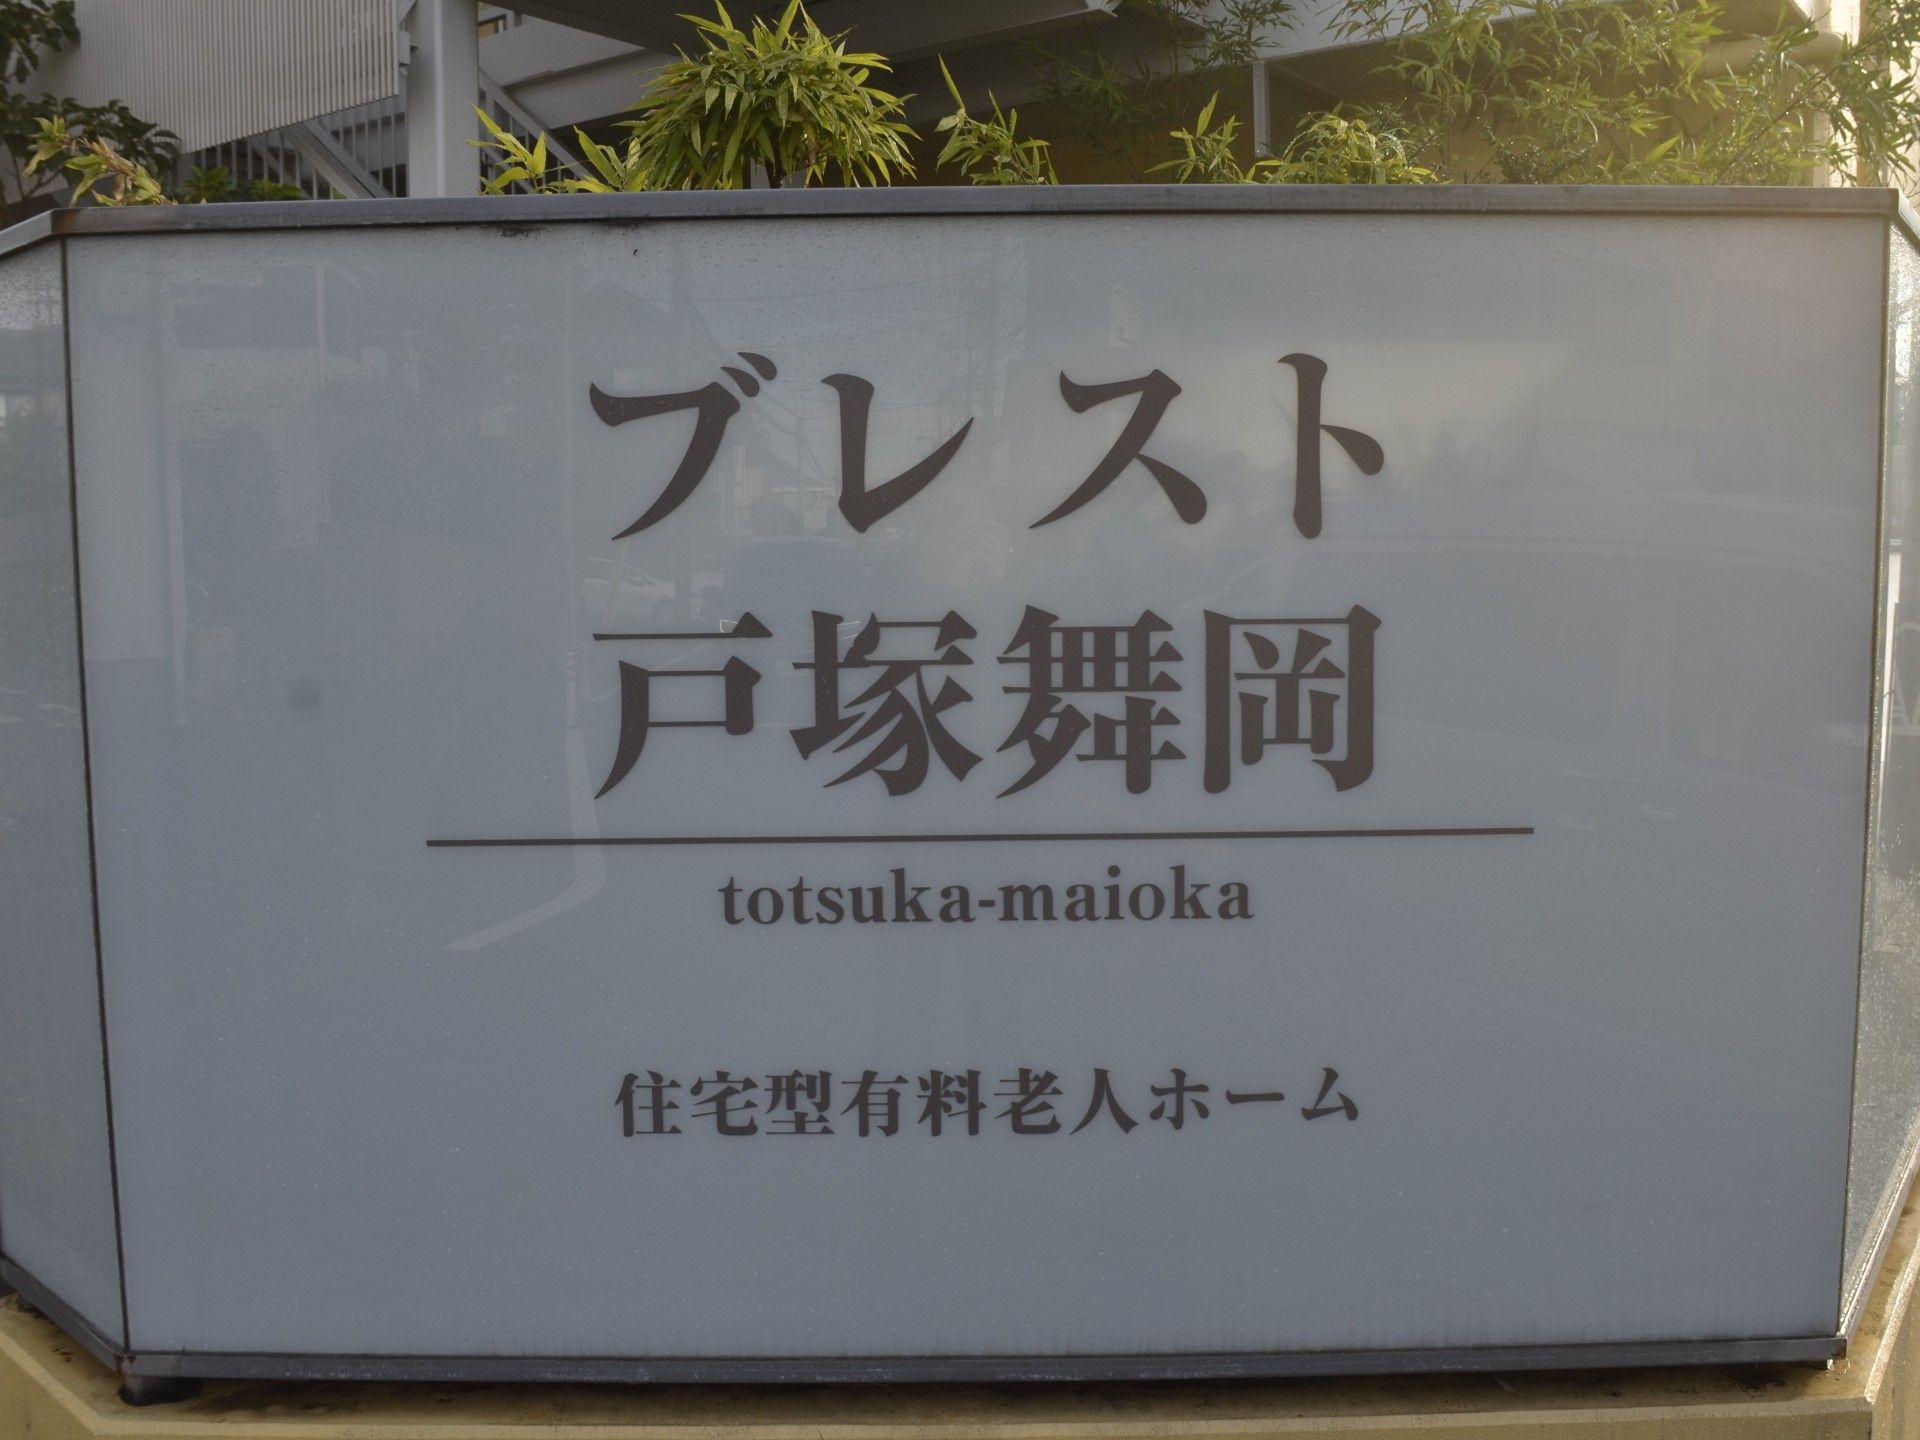 ブレスト
戸塚舞岡
totsuka-maioka
住宅型有料老人ホーム